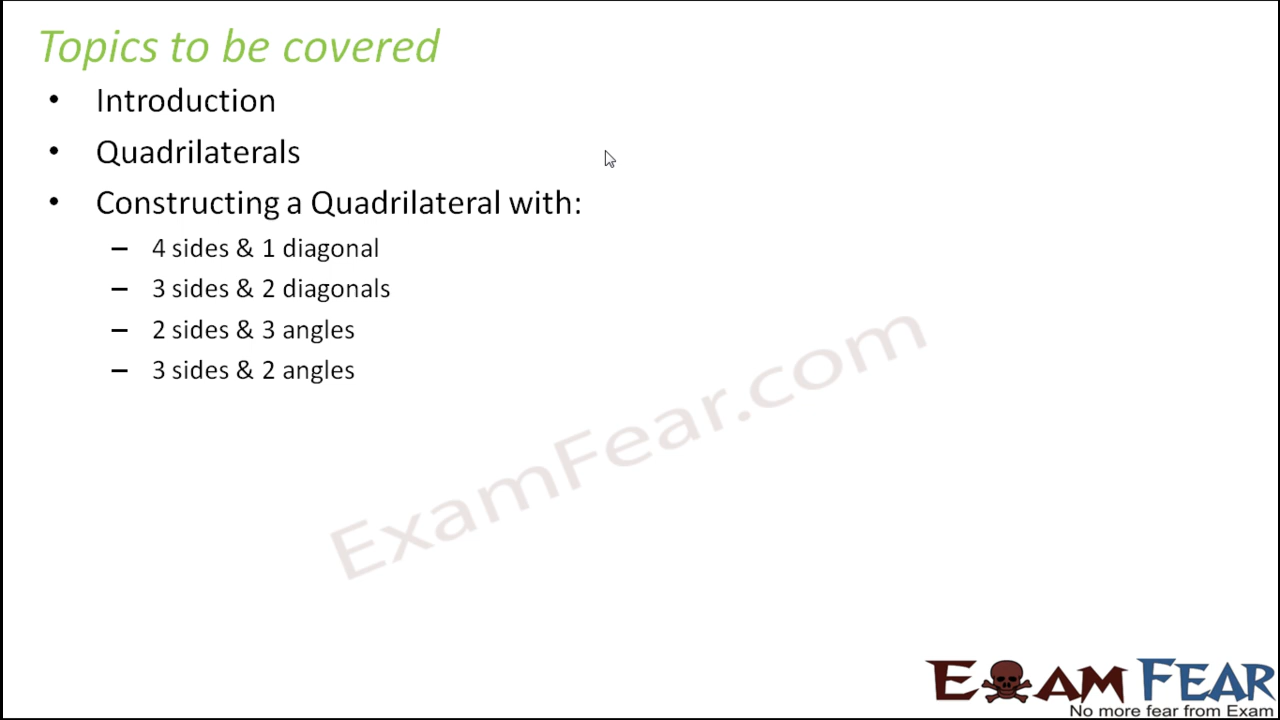 Topics to be covered
• Introduction
• Quadrilaterals
• Constructing a Quadrilateral with:
– 4 sides & 1 diagonal
– 3 sides & 2 diagonals
– 2 sides & 3 angles
– 3 sides & 2 angles
ExamFear.com
EXAM FEAR
No more fear from Exam